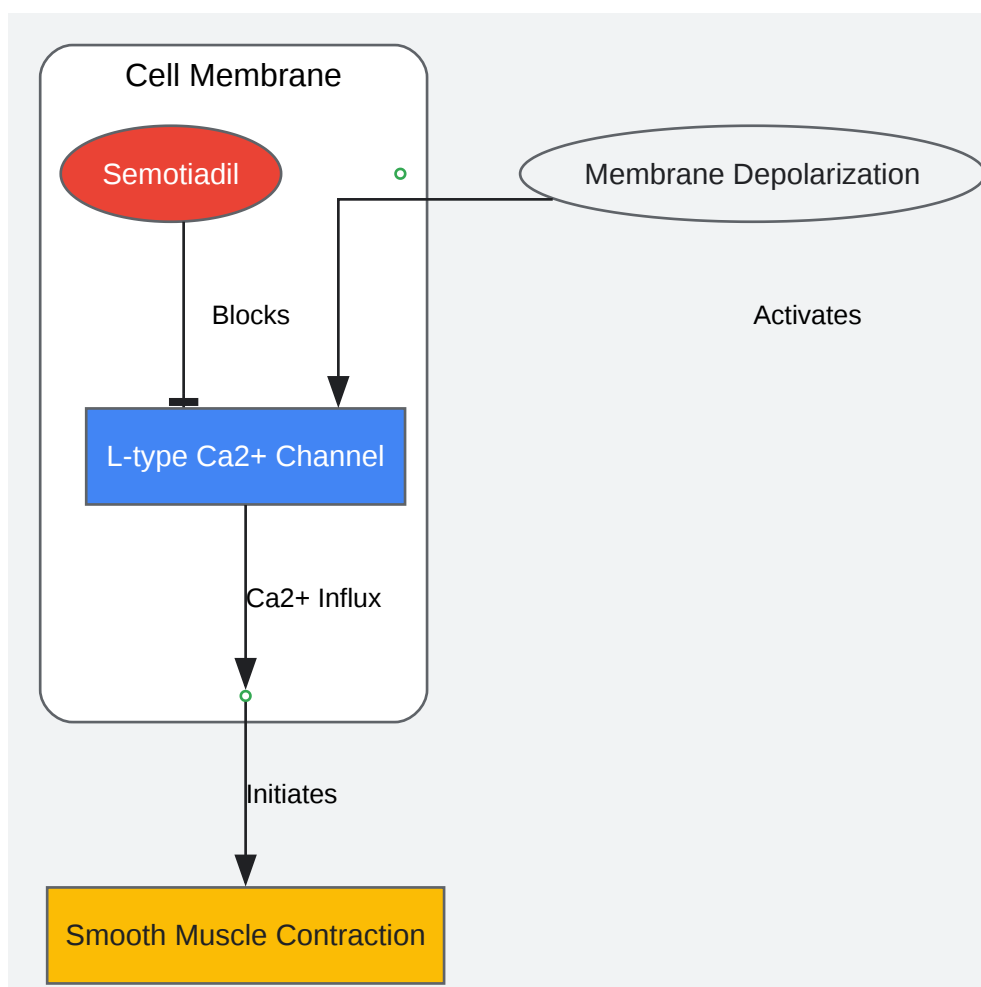 Cell Membrane
Semotiadil
Membrane Depolarization
Blocks
Activates
L-type Ca2+ Channel
Ca2+ Influx
Initiates
Smooth Muscle Contraction